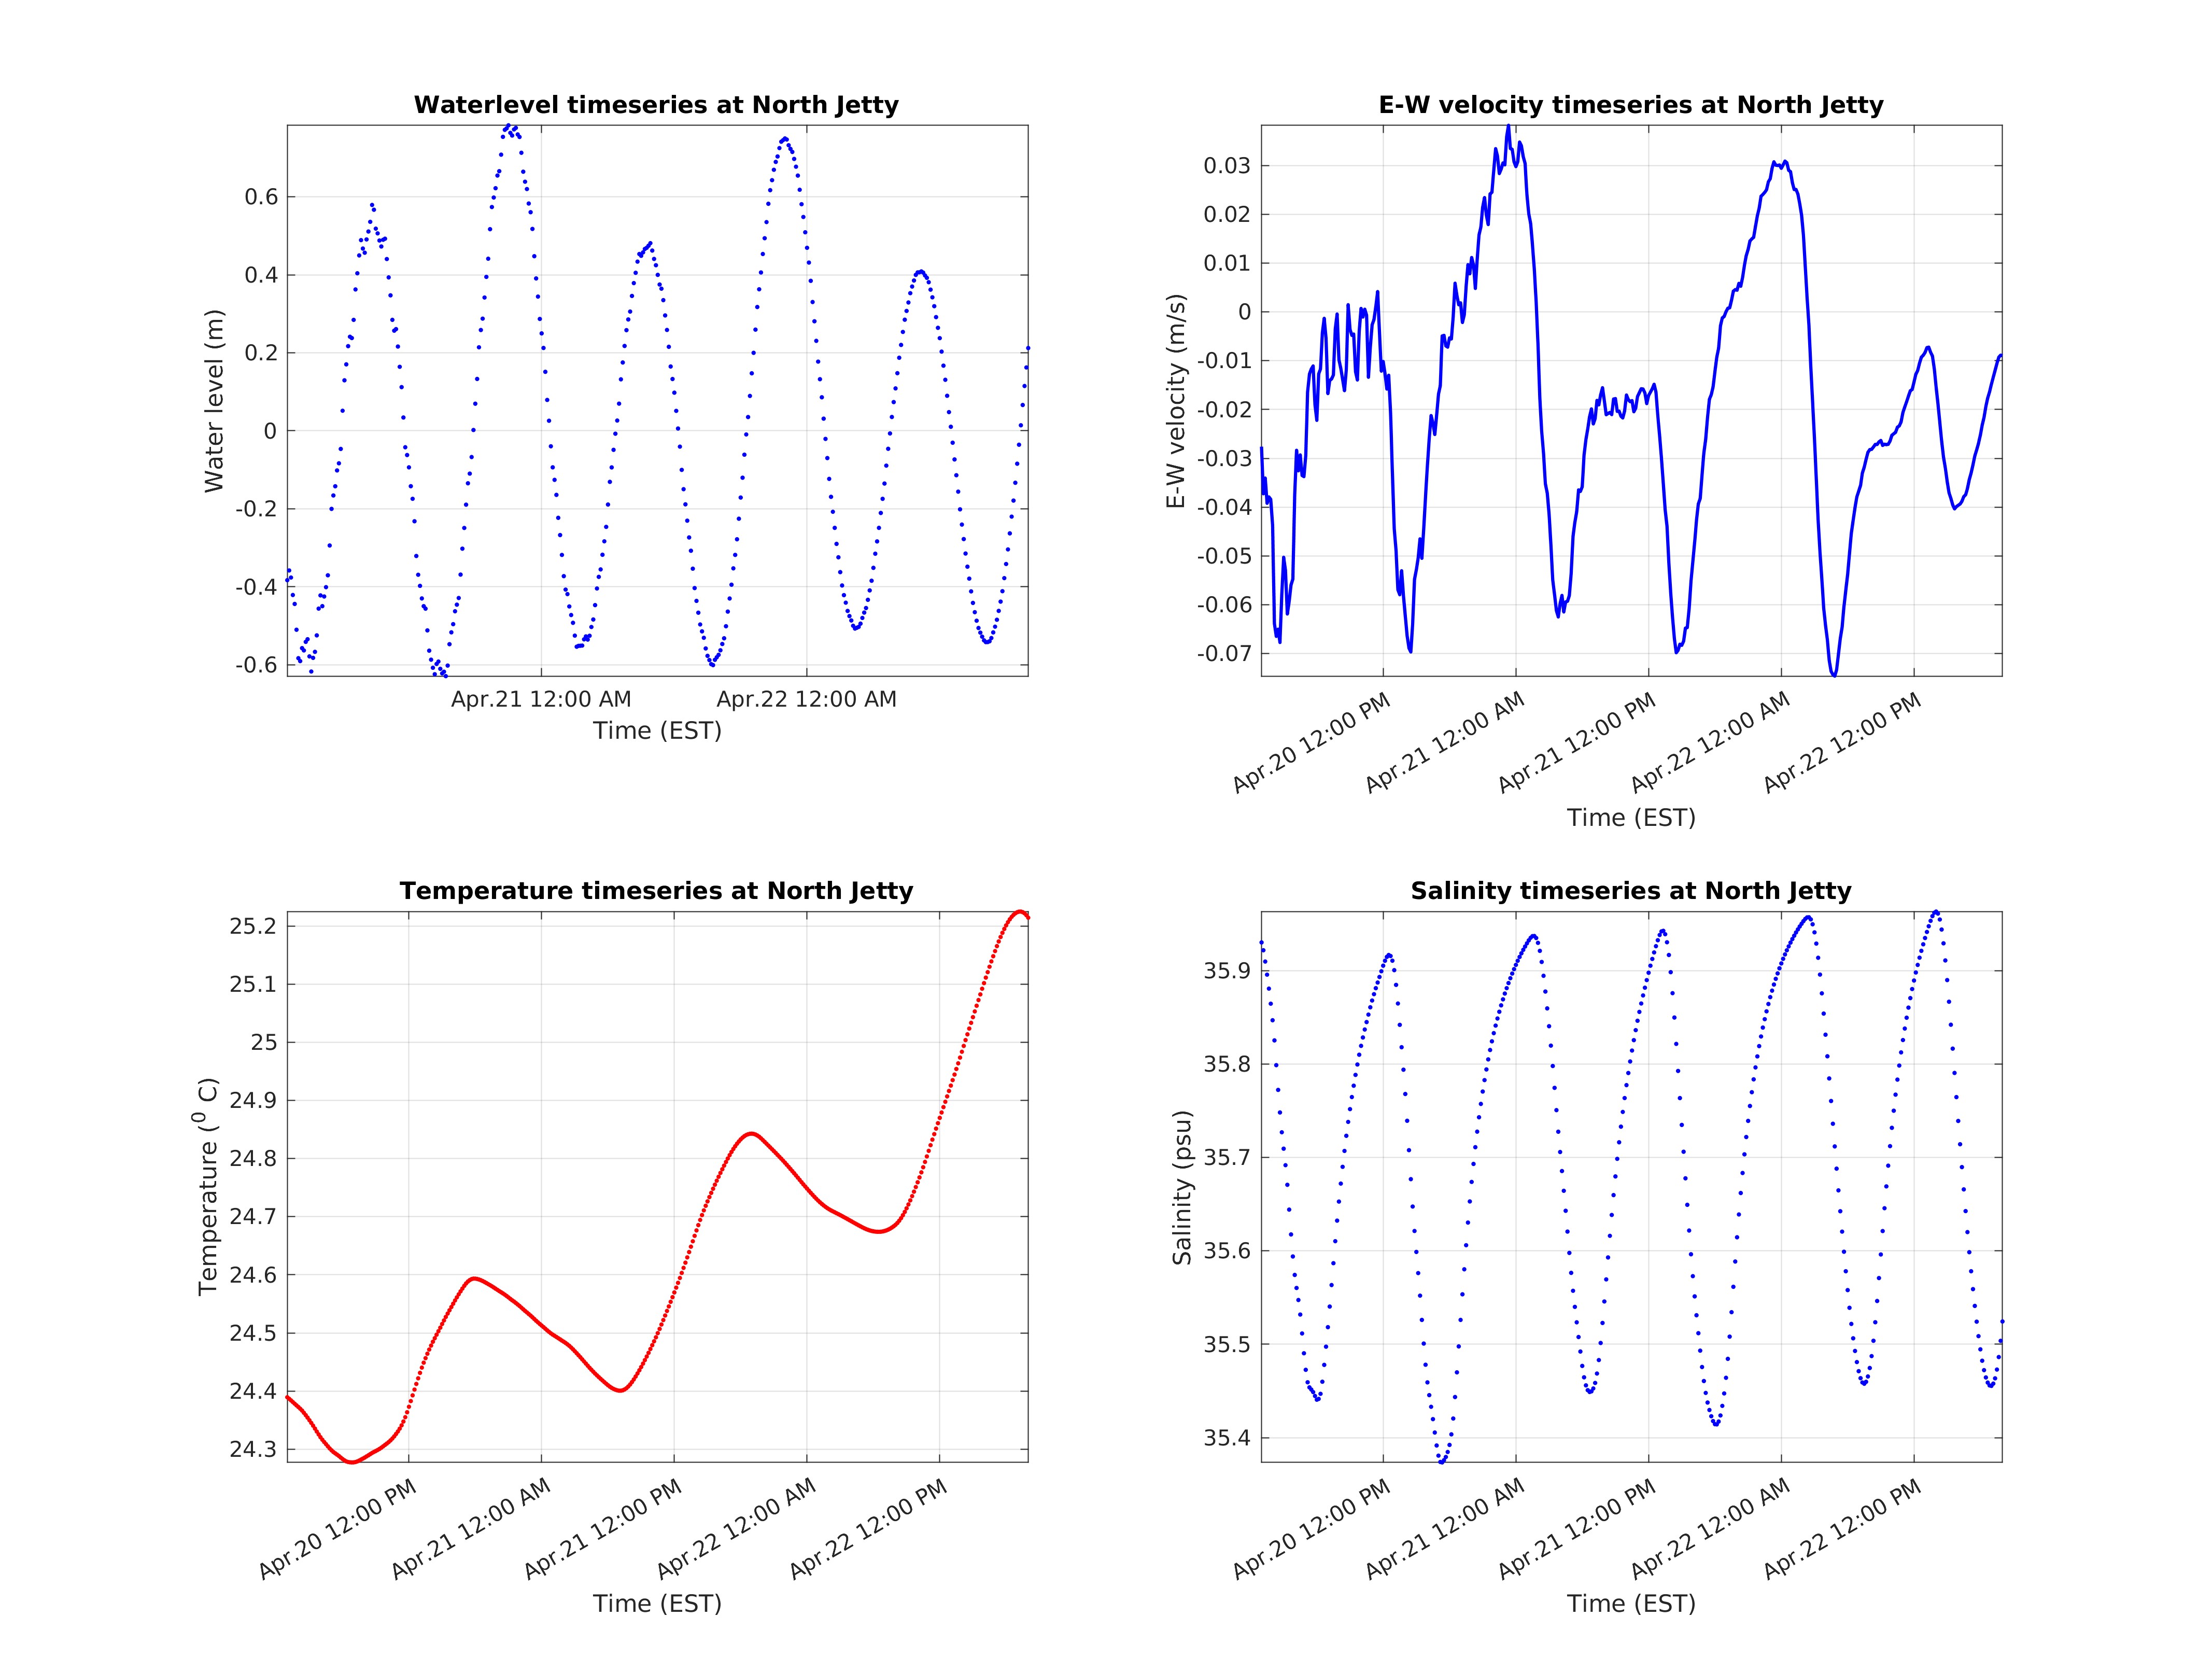 Waterlevel timeseries at North Jetty
Water level (m)
0.6
0.4
0.2
0
-0.2
-0.4
-0.6
Apr.21 12:00 AM
Apr.22 12:00 AM
Time (EST)
E-W velocity timeseries at North Jetty
E-W velocity (m/s)
0.03
0.02
0.01
0
-0.01
-0.02
-0.03
-0.04
-0.05
-0.06
-0.07
Apr.20 12:00 PM
Apr.21 12:00 AM
Apr.21 12:00 PM
Apr.22 12:00 AM
Apr.22 12:00 PM
Time (EST)
Temperature timeseries at North Jetty
Temperature (⁰ C)
25.2
25.1
25
24.9
24.8
24.7
24.6
24.5
24.4
24.3
Apr.20 12:00 PM
Apr.21 12:00 AM
Apr.21 12:00 PM
Apr.22 12:00 AM
Apr.22 12:00 PM
Time (EST)
Salinity timeseries at North Jetty
Salinity (psu)
35.9
35.8
35.7
35.6
35.5
35.4
Apr.20 12:00 PM
Apr.21 12:00 AM
Apr.21 12:00 PM
Apr.22 12:00 AM
Apr.22 12:00 PM
Time (EST)